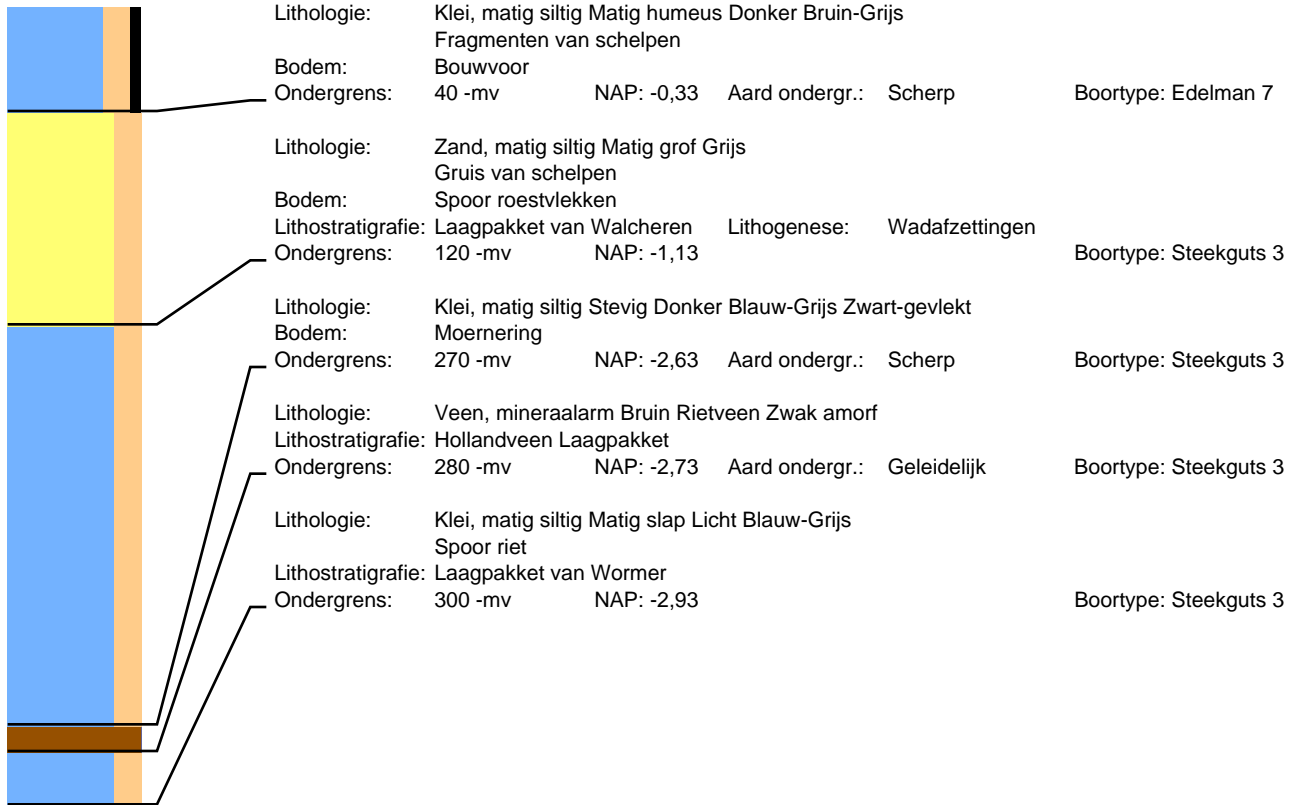 Lithologie: Klei, matig siltig Matig humeus Donker Bruin-Grijs
Fragmenten van schelpen
Bodem: Bouwvoor
Ondergrens: 40 -mv NAP: -0,33 Aard ondergr.: Scherp Boortype: Edelman 7
Lithologie: Zand, matig siltig Matig grof Grijs
Gruis van schelpen
Bodem: Spoor roestvlekken
Lithostratigrafie: Laagpakket van Walcheren Lithogenese: Wadafzettingen
Ondergrens: 120 -mv NAP: -1,13 Boortype: Steekguts 3
Lithologie: Klei, matig siltig Stevig Donker Blauw-Grijs Zwart-gevlekt
Bodem: Moernering
Ondergrens: 270 -mv NAP: -2,63 Aard ondergr.: Scherp Boortype: Steekguts 3
Lithologie: Veen, mineraalarm Bruin Rietveen Zwak amorf
Lithostratigrafie: Hollandveen Laagpakket
Ondergrens: 280 -mv NAP: -2,73 Aard ondergr.: Geleidelijk Boortype: Steekguts 3
Lithologie: Klei, matig siltig Matig slap Licht Blauw-Grijs
Spoor riet
Lithostratigrafie: Laagpakket van Wormer
Ondergrens: 300 -mv NAP: -2,93 Boortype: Steekguts 3